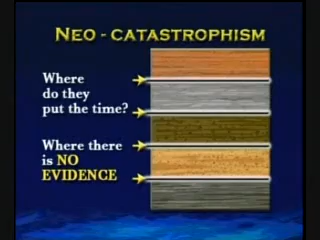 NEO - CATASTROPHISM
Where
do they
put the time?
Where there
is NO
EVIDENCE